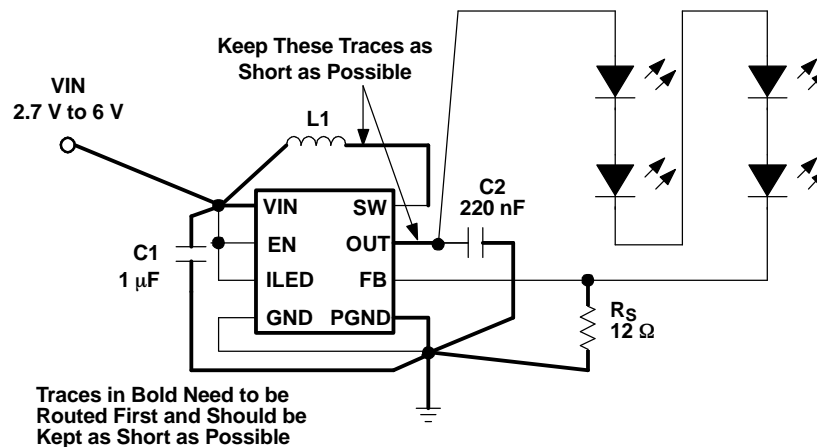 Keep These Traces as
Short as Possible
VIN
2.7 V to 6 V
L1
C2
220 nF
VIN
SW
EN
OUT
ILED
FB
GND
PGND
C1
1 μF
RS
12 Ω
Traces in Bold Need to be
Routed First and Should be
Kept as Short as Possible